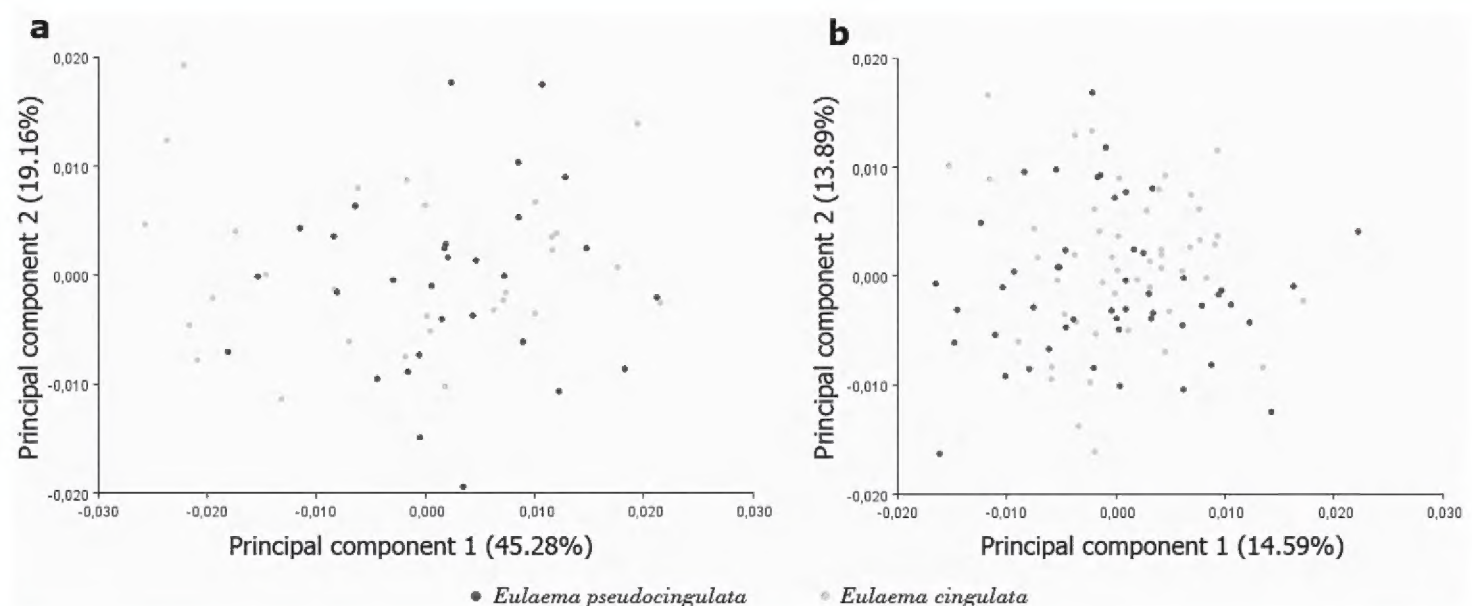 a
0,020
0,010
0,000
-0,010
-0,020
Principal component 2 (19.16%)
-0,030
-0,020
-0,010
0,000
0,010
0,020
0,030
Principal component 1 (45.28%)
b
0,020
0,010
0,000
-0,010
-0,020
Principal component 2 (13.89%)
-0,020
-0,010
0,000
0,010
0,020
0,030
Principal component 1 (14.59%)
Eulaema pseudocingulata
Eulaema cingulata